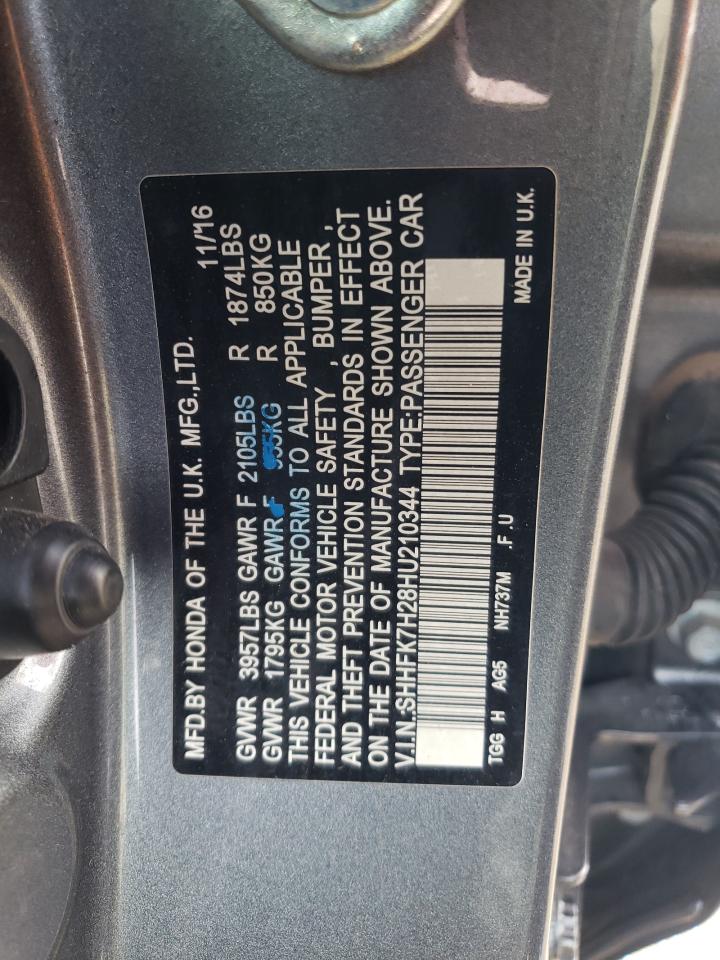 MFD.BY HONDA OF THE U.K. MFG.,LTD. 11/16
GVWR 3957LBS GAWR F 2105LBS R 1874LBS
GVWR 1795KG GAWR F 955KG R 850KG
THIS VEHICLE CONFORMS TO ALL APPLICABLE
FEDERAL MOTOR VEHICLE SAFETY , BUMPER ,
AND THEFT PREVENTION STANDARDS IN EFFECT
ON THE DATE OF MANUFACTURE SHOWN ABOVE.
V.I.N.:SHHFK7H28HU210344 TYPE:PASSENGER CAR
TGG H AG5 NH737M .F .U MADE IN U.K.